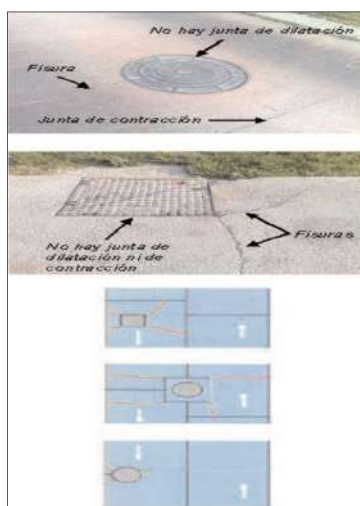 No hay junta de dilatación
Fisura
Junta de contracción
No hay junta de
dilatación ni de
contracción
Fisuras